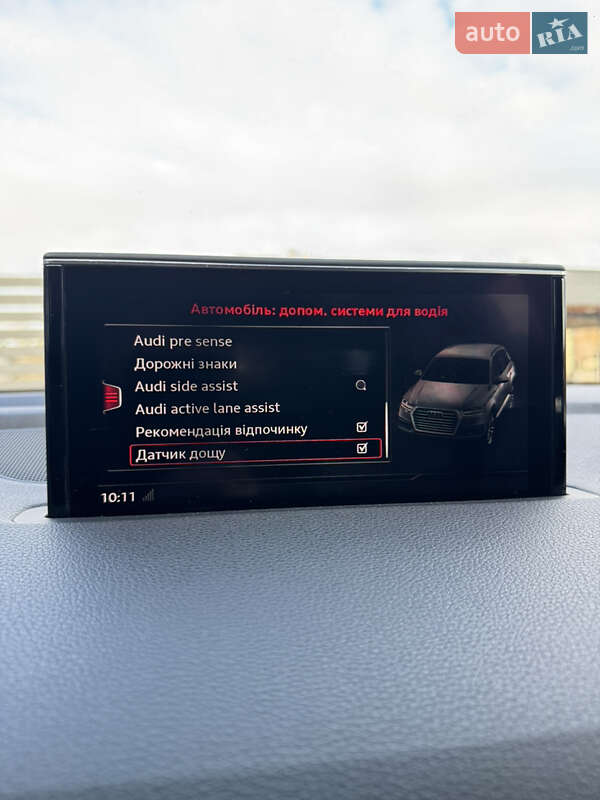 auto RIA .com
Автомобіль: допом. системи для водія
Audi pre sense
Дорожні знаки
Audi side assist
Audi active lane assist
Рекомендація відпочинку
Датчик дощу
10:11